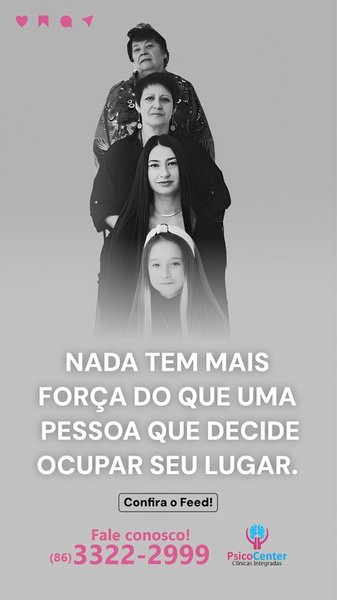 NADA TEM MAIS
FORÇA DO QUE UMA
PESSOA QUE DECIDE
OCUPAR SEU LUGAR.
Confira o Feed!
Fale conosco!
(86) 3322-2999
PsicoCenter
Clínicas Integradas